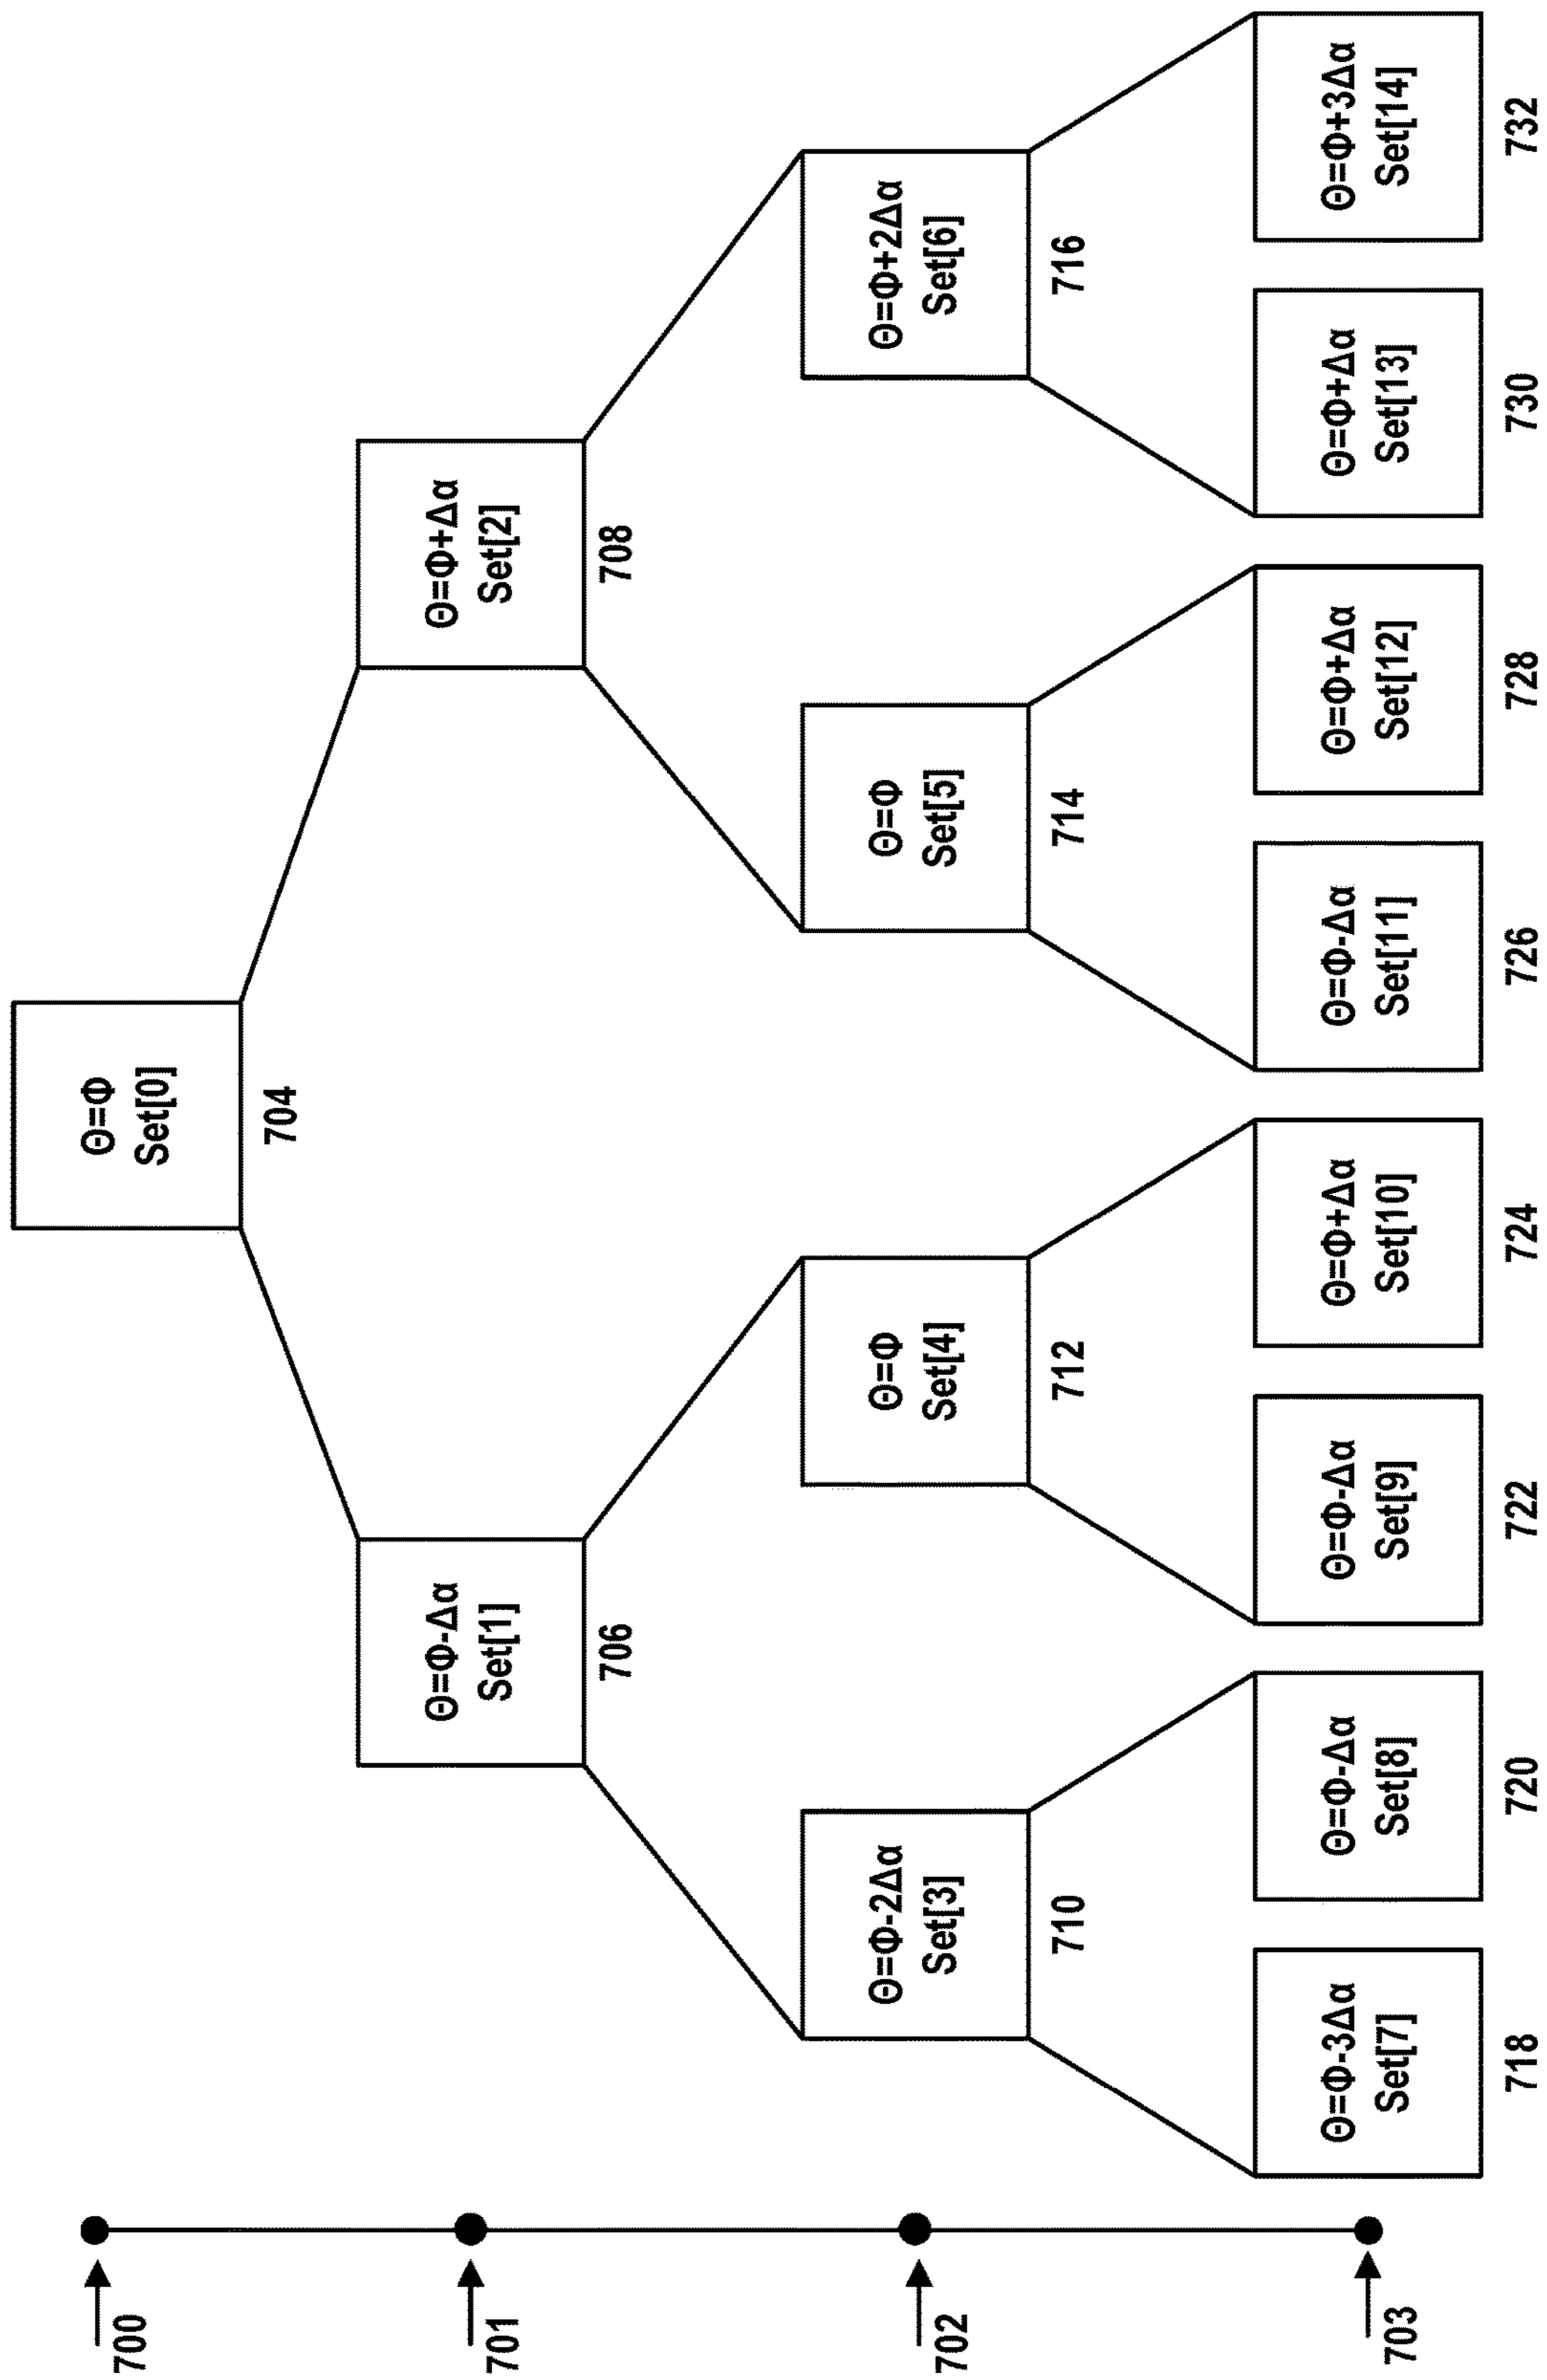 700
Θ=Φ
Set[0]
704
701
Θ=Φ-Δα
Set[1]
706
Θ=Φ+Δα
Set[2]
708
702
Θ=Φ-2Δα
Set[3]
710
Θ=Φ
Set[4]
712
Θ=Φ
Set[5]
714
Θ=Φ+2Δα
Set[6]
716
703
Θ=Φ-3Δα
Set[7]
718
Θ=Φ-Δα
Set[8]
720
Θ=Φ-Δα
Set[9]
722
Θ=Φ+Δα
Set[10]
724
Θ=Φ-Δα
Set[11]
726
Θ=Φ+Δα
Set[12]
728
Θ=Φ+Δα
Set[13]
730
Θ=Φ+3Δα
Set[14]
732